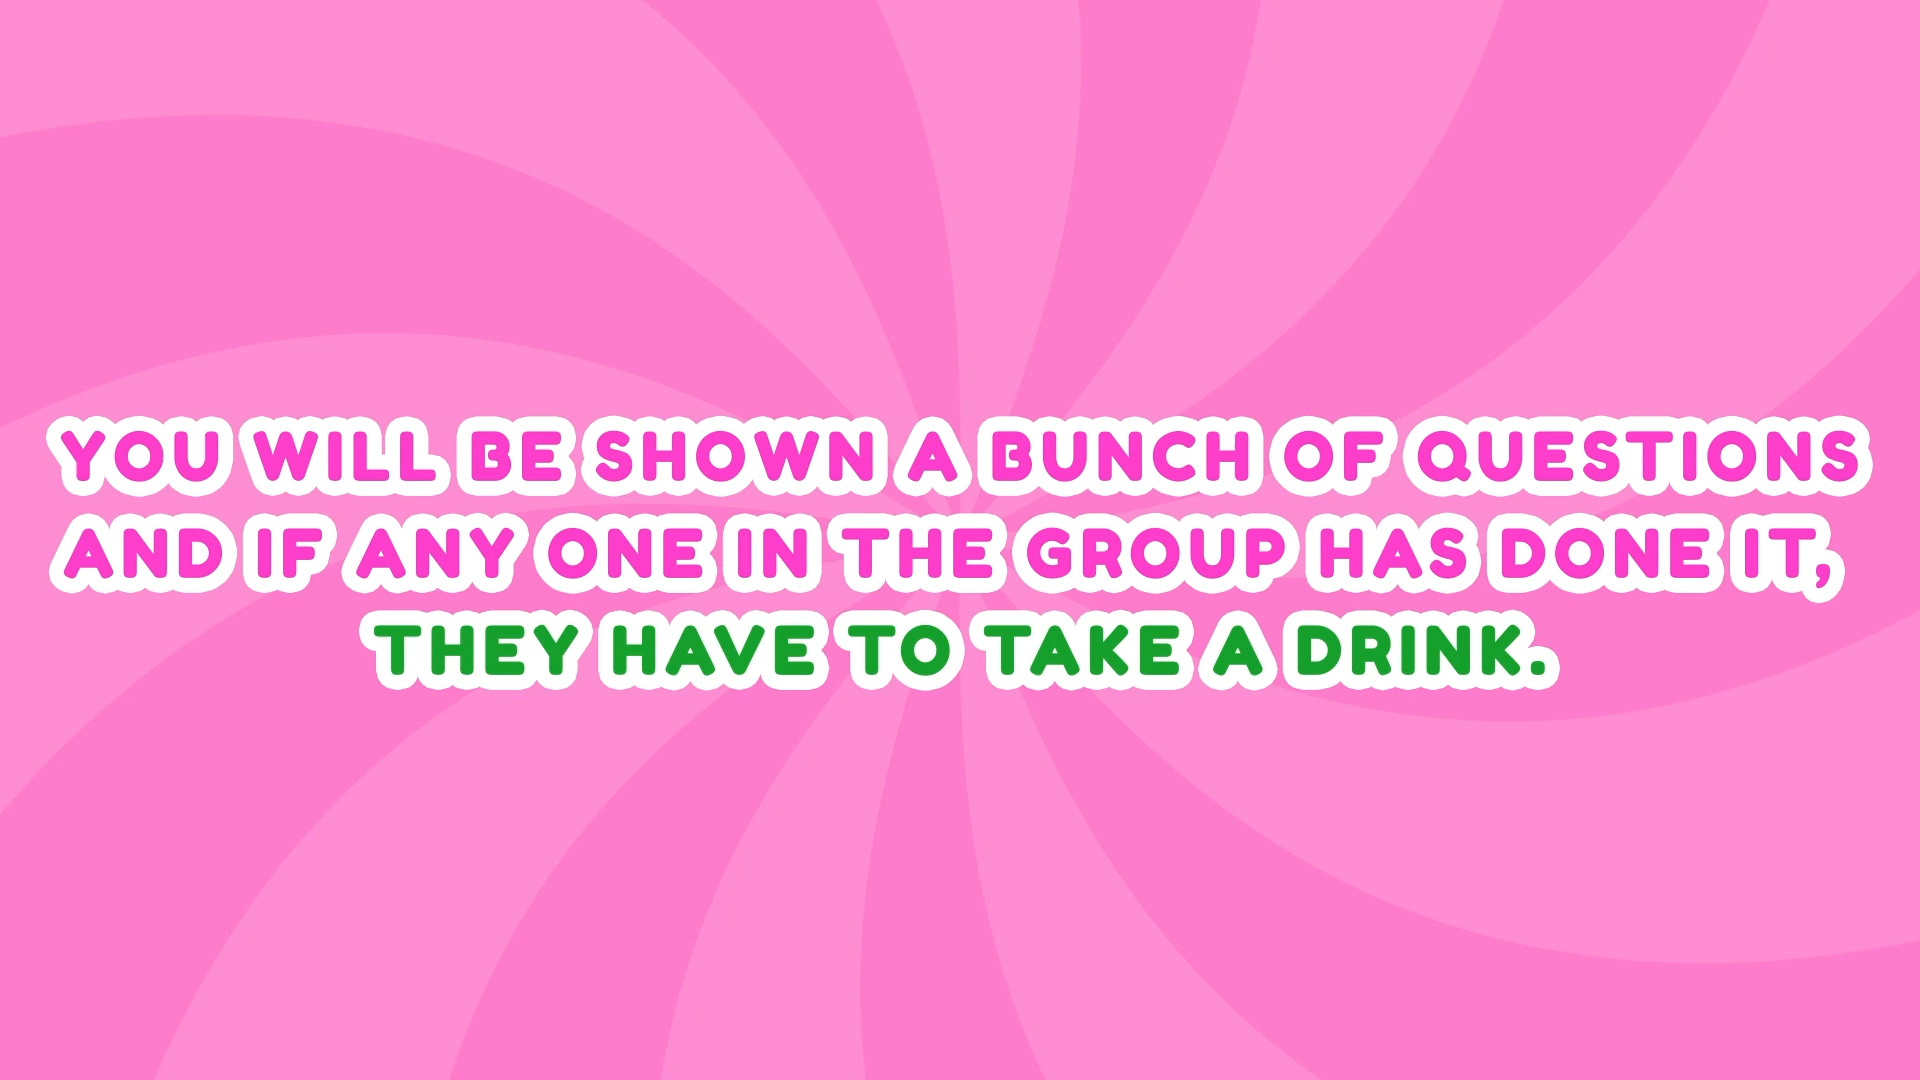 YOU WILL BE SHOWN A BUNCH OF QUESTIONS
AND IF ANY ONE IN THE GROUP HAS DONE IT,
THEY HAVE TO TAKE A DRINK.